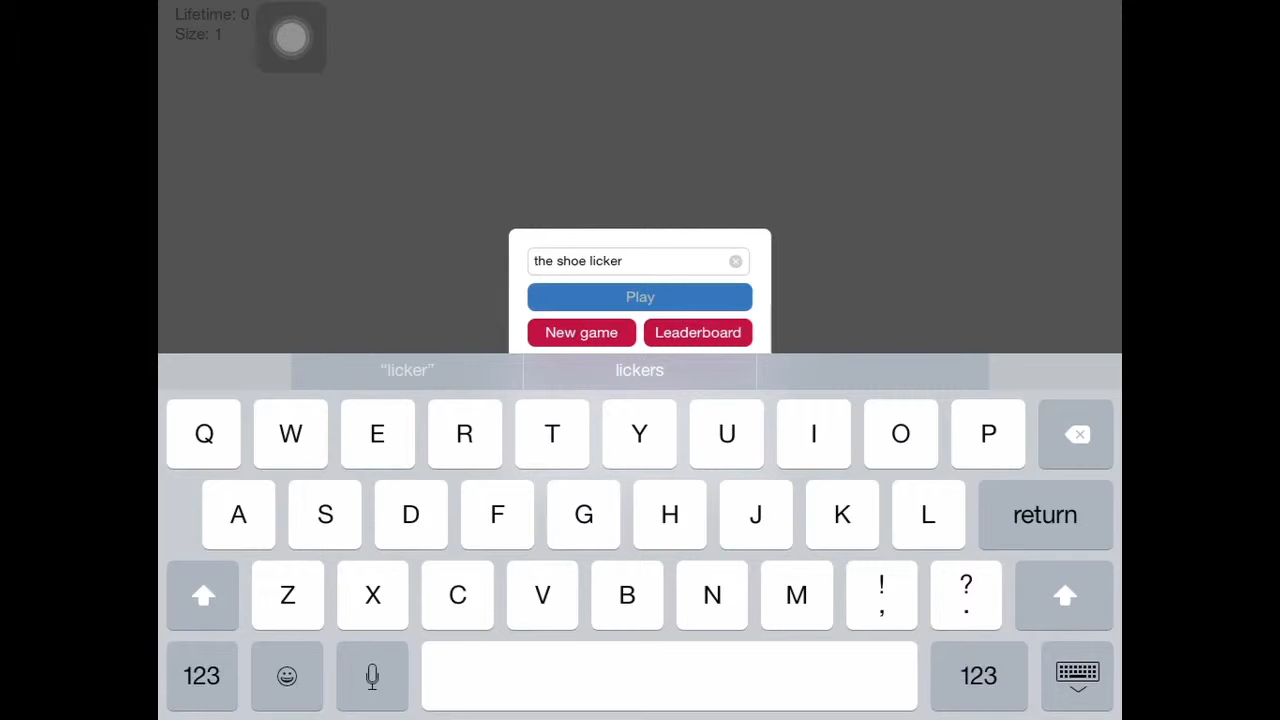 Lifetime: 0
Size: 1
the shoe licker
Play
New game Leaderboard
“licker” lickers
Q W E R T Y U I O P
A S D F G H J K L return
Z X C V B N M ! , ? .
123 123